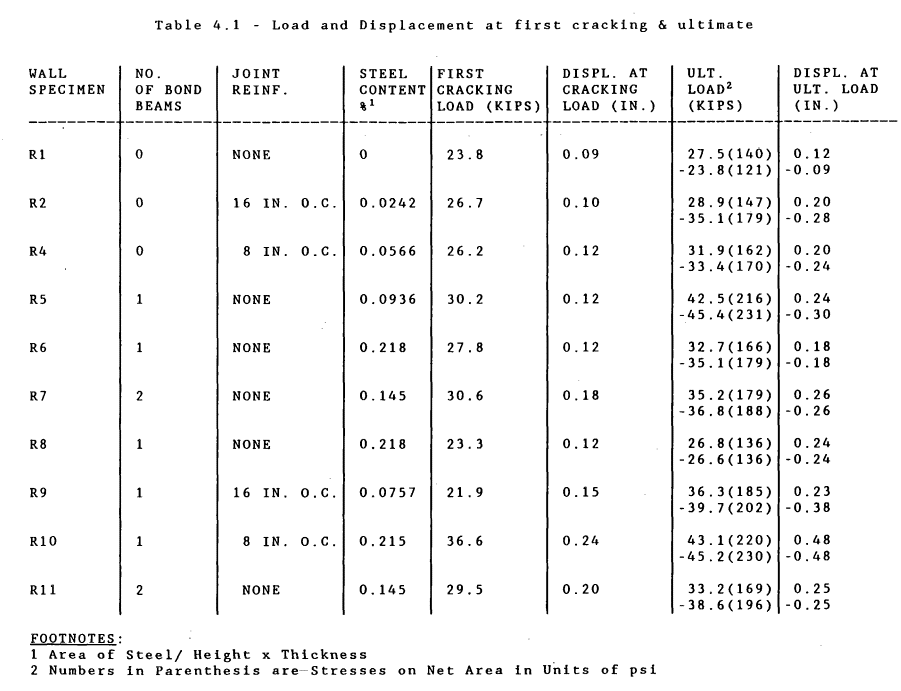 Table 4.1 - Load and Displacement at first cracking & ultimate
WALL NO. JOINT STEEL FIRST DISPL. AT ULT. DISPL. AT
SPECIMEN OF BOND REINF. CONTENT CRACKING CRACKING LOAD2 ULT. LOAD
BEAMS %1 LOAD (KIPS) LOAD (IN.) (KIPS) (IN.)
R1 0 NONE 0 23.8 0.09 27.5(140) 0.12
-23.8(121) -0.09
R2 0 16 IN. O.C. 0.0242 26.7 0.10 28.9(147) 0.20
-35.1(179) -0.28
R4 0 8 IN. O.C. 0.0566 26.2 0.12 31.9(162) 0.20
-33.4(170) -0.24
R5 1 NONE 0.0936 30.2 0.12 42.5(216) 0.24
-45.4(231) -0.30
R6 1 NONE 0.218 27.8 0.12 32.7(166) 0.18
-35.1(179) -0.18
R7 2 NONE 0.145 30.6 0.18 35.2(179) 0.26
-36.8(188) -0.26
R8 1 NONE 0.218 23.3 0.12 26.8(136) 0.24
-26.6(136) -0.24
R9 1 16 IN. O.C. 0.0757 21.9 0.15 36.3(185) 0.23
-39.7(202) -0.38
R10 1 8 IN. O.C. 0.215 36.6 0.24 43.1(220) 0.48
-45.2(230) -0.48
R11 2 NONE 0.145 29.5 0.20 33.2(169) 0.25
-38.6(196) -0.25
FOOTNOTES:
1 Area of Steel/ Height x Thickness
2 Numbers in Parenthesis are Stresses on Net Area in Units of psi